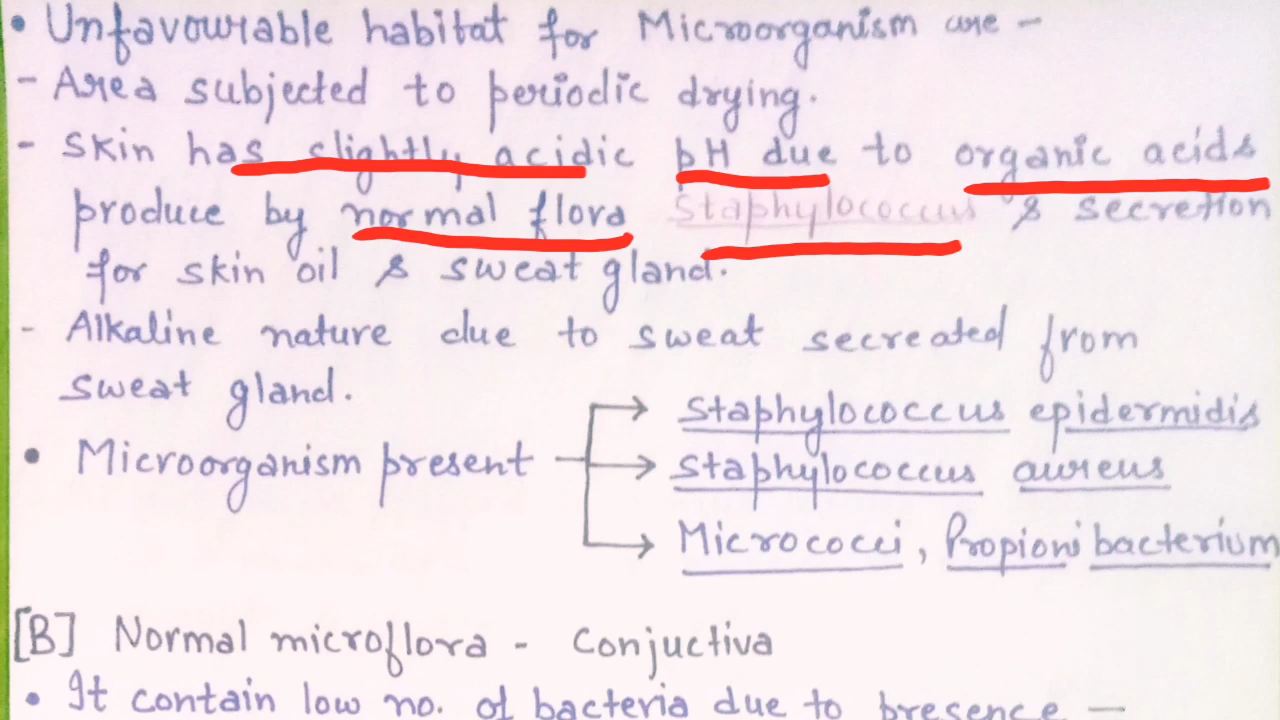 • Unfavourable habitat for Microorganism are -
- Area subjected to periodic drying.
- Skin has slightly acidic pH due to organic acids
produce by normal flora Staphylococcus & secretion
for skin oil & sweat gland.
- Alkaline nature due to sweat secreated from
sweat gland.
• Microorganism present → Staphylococcus epidermidis
→ Staphylococcus aureus
→ Micrococci, Propioni bacterium
[B] Normal microflora - Conjuctiva
• It contain low no. of bacteria due to presence -